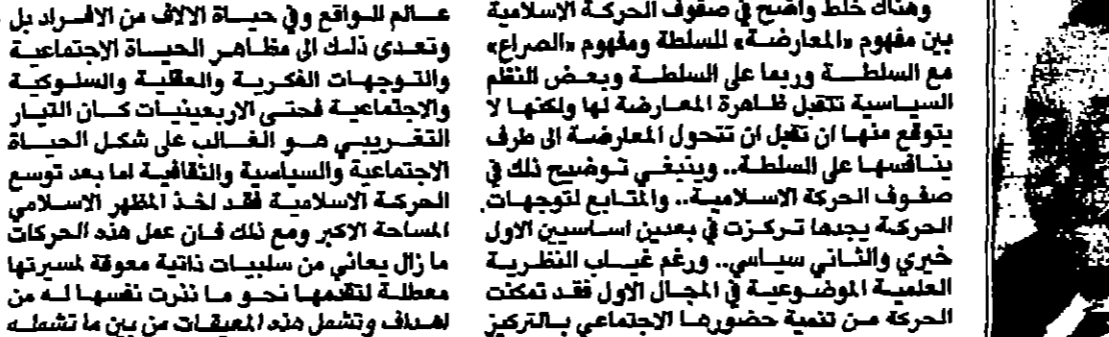 وهناك خلط واضح في صفوف الحركة الاسلامية
بين مفهوم «المعارضة» للسلطة ومفهوم «الصراع»
مع السلطة وربما على السلطة وبعض النظم
السياسية تتقبل ظاهرة المعارضة لها ولكنها لا
يتوقع منها ان تقبل ان تتحول المعارضة الى طرف
ينافسها على السلطة.. وينبغي توضيح ذلك في
صفوف الحركة الاسلامية.. والمتابع لتوجهات
الحركة يجدها تركزت في بعدين اساسيين الاول
خيري والثاني سياسي.. ورغم غياب النظرية
العلمية الموضوعية في المجال الاول فقد تمكنت
الحركة من تنمية حضورها الاجتماعي بالتركيز
عالم للواقع وفي حياة الالاف من الافراد بل
وتعدى ذلك الى مظاهر الحياة الاجتماعية
والتوجهات الفكرية والعقلية والسلوكية
والاجتماعية فحتى الاربعينيات كان التيار
التغريبي هو الغالب على شكل الحياة
الاجتماعية والسياسية والثقافية اما بعد توسع
الحركة الاسلامية فقد اخذ المظهر الاسلامي
المساحة الاكبر ومع ذلك فان عمل هذه الحركات
ما زال يعاني من سلبيات ذاتية معوقة لمسيرتها
معطلة لتقدمها نحو ما نذرت نفسها له من
اهداف وتشمل هذه المعيقات من بين ما تشمله